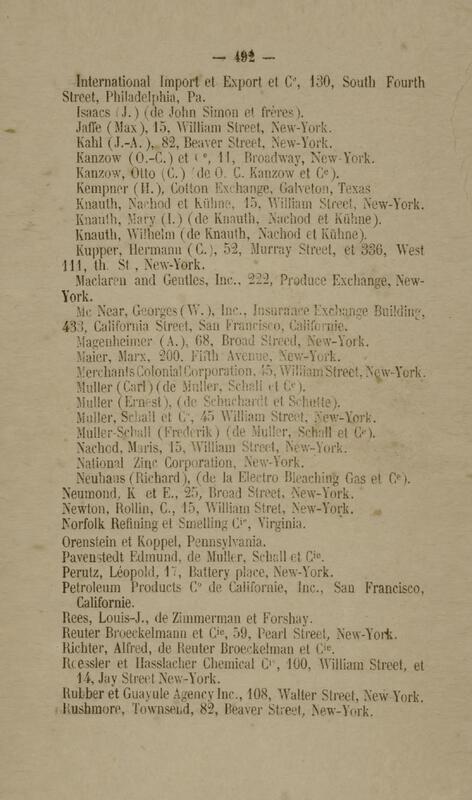 — 492 —
International Import et Export et Cº, 130, South Fourth
Street, Philadelphia, Pa.
Isaacs (J.) (de John Simon et frères).
Jaffe (Max), 15, William Street, New-York.
Kahl (J.-A.), 82, Beaver Street, New-York.
Kanzow (O.-C.) et Cº, 11, Broadway, New-York.
Kanzow, Otto (C.) (de O. C. Kanzow et Cº).
Kempner (H.), Cotton Exchange, Galveton, Texas
Knauth, Nachod et Kühne, 15, William Street, New-York.
Knauth, Mary (I.) (de Knauth, Nachod et Kühne).
Knauth, Wilhelm (de Knauth, Nachod et Kühne).
Kupper, Hermann (C.), 52, Murray Street, et 336, West
111, th. St, New-York.
Maclaren and Gentles, Inc., 222, Produce Exchange, New-
York.
Mc Near, Georges (W.), Inc., Insurance Exchange Building,
433, California Street, San Francisco, Californie.
Magenheimer (A.), 68, Broad Streed, New-York.
Maier, Marx, 200, Fifth Avenue, New-York.
Merchants Colonial Corporation, 45, William Street, New-York.
Muller (Carl) (de Muller, Schall et Cº).
Muller (Ernest), (de Schuchardt et Schutte).
Muller, Schall et Cº, 45 William Street, New-York.
Muller-Schall (Frederik) (de Muller, Schall et Cº).
Nachod, Maris, 15, William Street, New-York.
National Zinc Corporation, New-York.
Neuhaus (Richard), (de la Electro Bleaching Gas et Cº).
Neumond, K et E., 25, Broad Street, New-York.
Newton, Rollin, C., 15, William Stret, New-York.
Norfolk Refining et Smelling Cie, Virginia.
Orenstein et Koppel, Pennsylvania.
Pavenstedt Edmund, de Muller, Schall et Cie.
Perutz, Léopold, 17, Battery place, New-York.
Petroleum Products Cº de Californie, Inc., San Francisco,
Californie.
Rees, Louis-J., de Zimmerman et Forshay.
Reuter Broeckelmann et Cie, 59, Pearl Street, New-York.
Richter, Alfred, de Reuter Broeckelman et Cie.
Roessler et Hasslacher Chemical Cie, 100, William Street, et
14, Jay Street New-York.
Rubber et Guayule Agency Inc., 108, Walter Street, New York.
Rushmore, Townsend, 82, Beaver Street, New-York.